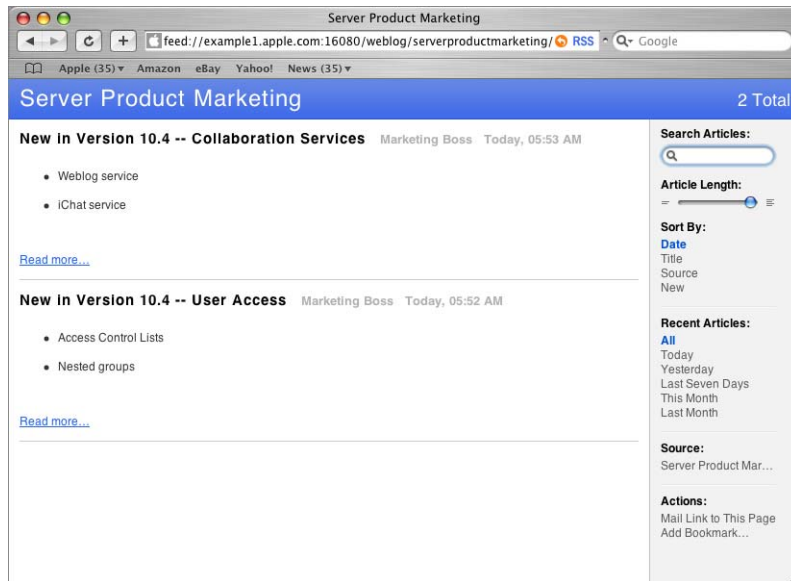 Server Product Marketing
feed://example1.apple.com:16080/weblog/serverproductmarketing/ RSS Google
Apple (35) Amazon eBay Yahoo! News (35)
Server Product Marketing 2 Total
New in Version 10.4 -- Collaboration Services Marketing Boss Today, 05:53 AM
• Weblog service
• iChat service
Read more...
New in Version 10.4 -- User Access Marketing Boss Today, 05:52 AM
• Access Control Lists
• Nested groups
Read more...
Search Articles:
Article Length:
Sort By:
Date
Title
Source
New
Recent Articles:
All
Today
Yesterday
Last Seven Days
This Month
Last Month
Source:
Server Product Mar...
Actions:
Mail Link to This Page
Add Bookmark...